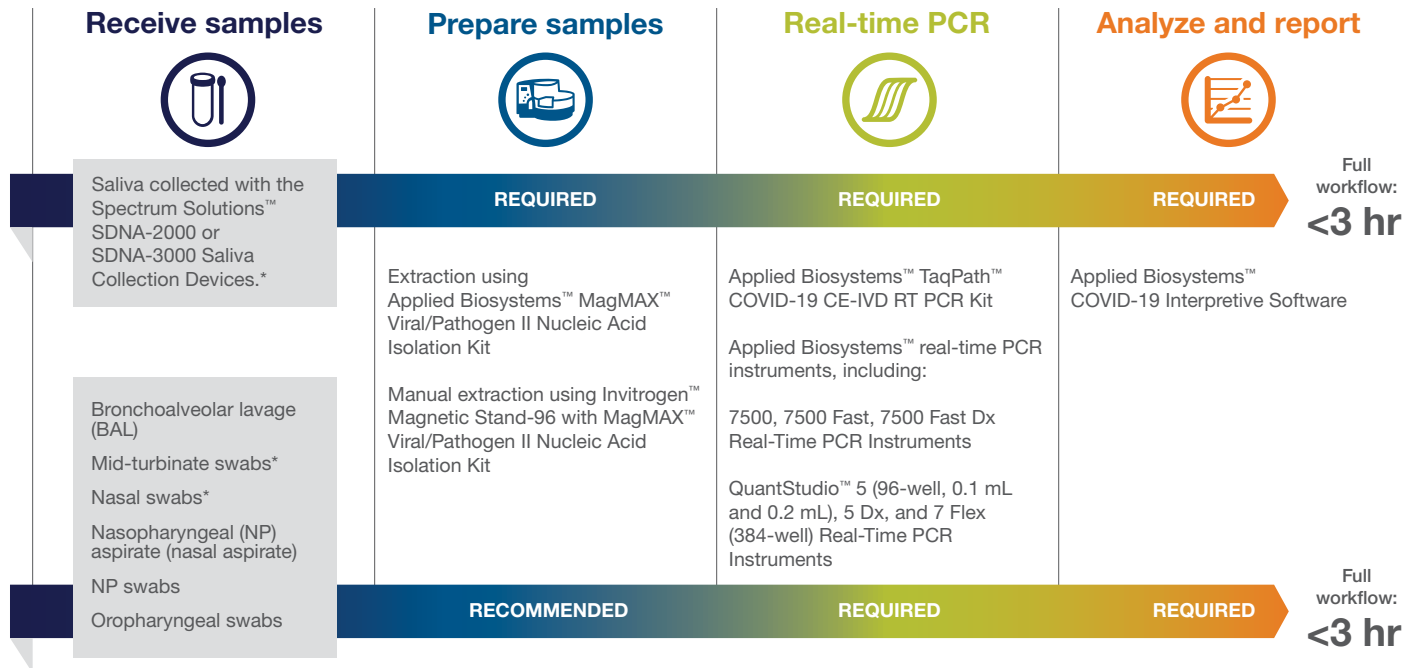 Receive samples
Prepare samples
Real-time PCR
Analyze and report
Saliva collected with the
Spectrum Solutions™
SDNA-2000 or
SDNA-3000 Saliva
Collection Devices.*
REQUIRED
REQUIRED
REQUIRED
Full
workflow:
<3 hr
Extraction using
Applied Biosystems™ MagMAX™
Viral/Pathogen II Nucleic Acid
Isolation Kit
Manual extraction using Invitrogen™
Magnetic Stand-96 with MagMAX™
Viral/Pathogen II Nucleic Acid
Isolation Kit
Applied Biosystems™ TaqPath™
COVID-19 CE-IVD RT PCR Kit
Applied Biosystems™ real-time PCR
instruments, including:
7500, 7500 Fast, 7500 Fast Dx
Real-Time PCR Instruments
QuantStudio™ 5 (96-well, 0.1 mL
and 0.2 mL), 5 Dx, and 7 Flex
(384-well) Real-Time PCR
Instruments
Applied Biosystems™
COVID-19 Interpretive Software
Bronchoalveolar lavage
(BAL)
Mid-turbinate swabs*
Nasal swabs*
Nasopharyngeal (NP)
aspirate (nasal aspirate)
NP swabs
Oropharyngeal swabs
RECOMMENDED
REQUIRED
REQUIRED
Full
workflow:
<3 hr